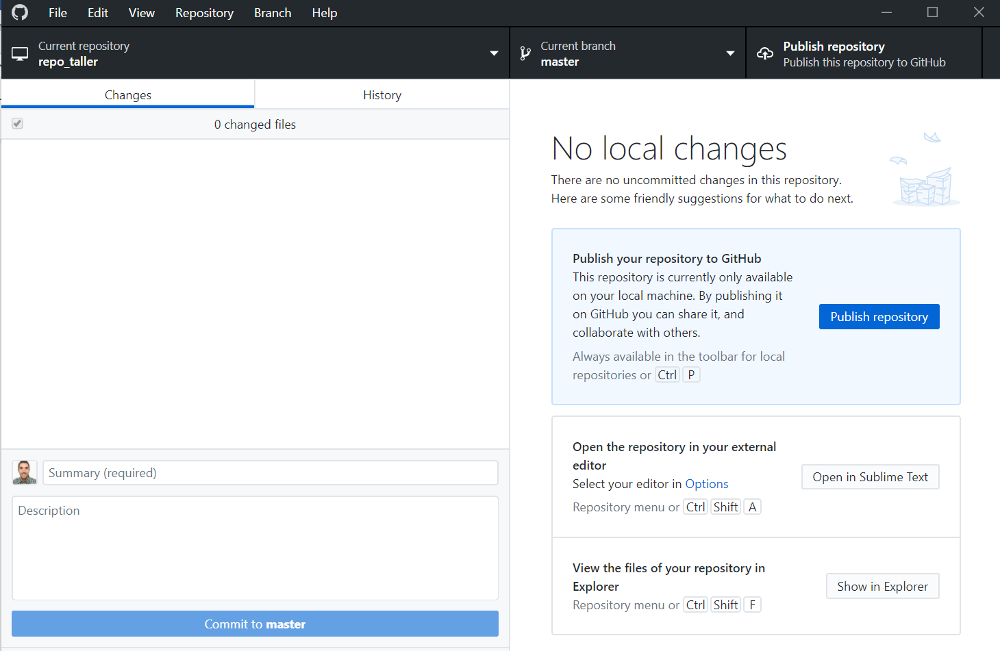 File Edit View Repository Branch Help
Current repository
repo_taller
Current branch
master
Publish repository
Publish this repository to GitHub
Changes
History
0 changed files
No local changes
There are no uncommitted changes in this repository.
Here are some friendly suggestions for what to do next.
Publish your repository to GitHub
This repository is currently only available
on your local machine. By publishing it
on GitHub you can share it, and
collaborate with others.
Always available in the toolbar for local
repositories or Ctrl P
Publish repository
Open the repository in your external
editor
Select your editor in Options
Repository menu or Ctrl Shift A
Open in Sublime Text
View the files of your repository in
Explorer
Repository menu or Ctrl Shift F
Show in Explorer
Summary (required)
Description
Commit to master